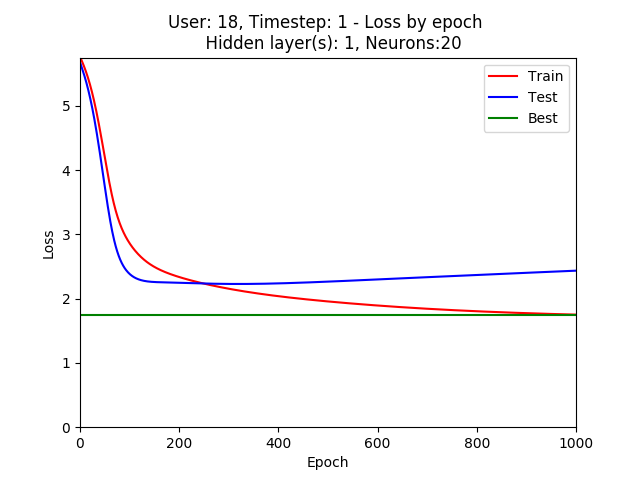 User: 18, Timestep: 1 - Loss by epoch
Hidden layer(s): 1, Neurons:20
Train
Test
Best
5
4
3
2
1
0
Loss
0 200 400 600 800 1000
Epoch